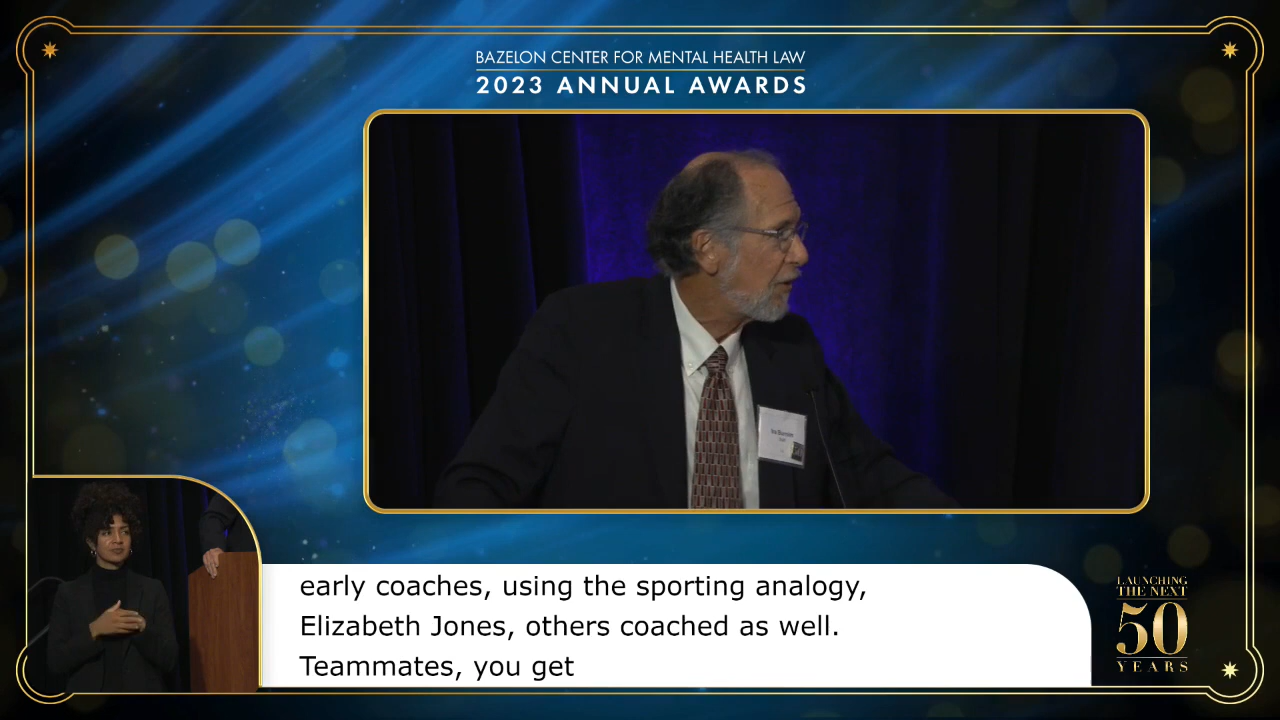 BAZELON CENTER FOR MENTAL HEALTH LAW
2023 ANNUAL AWARDS
early coaches, using the sporting analogy,
Elizabeth Jones, others coached as well.
Teammates, you get
LAUNCHING
THE NEXT
50
YEARS